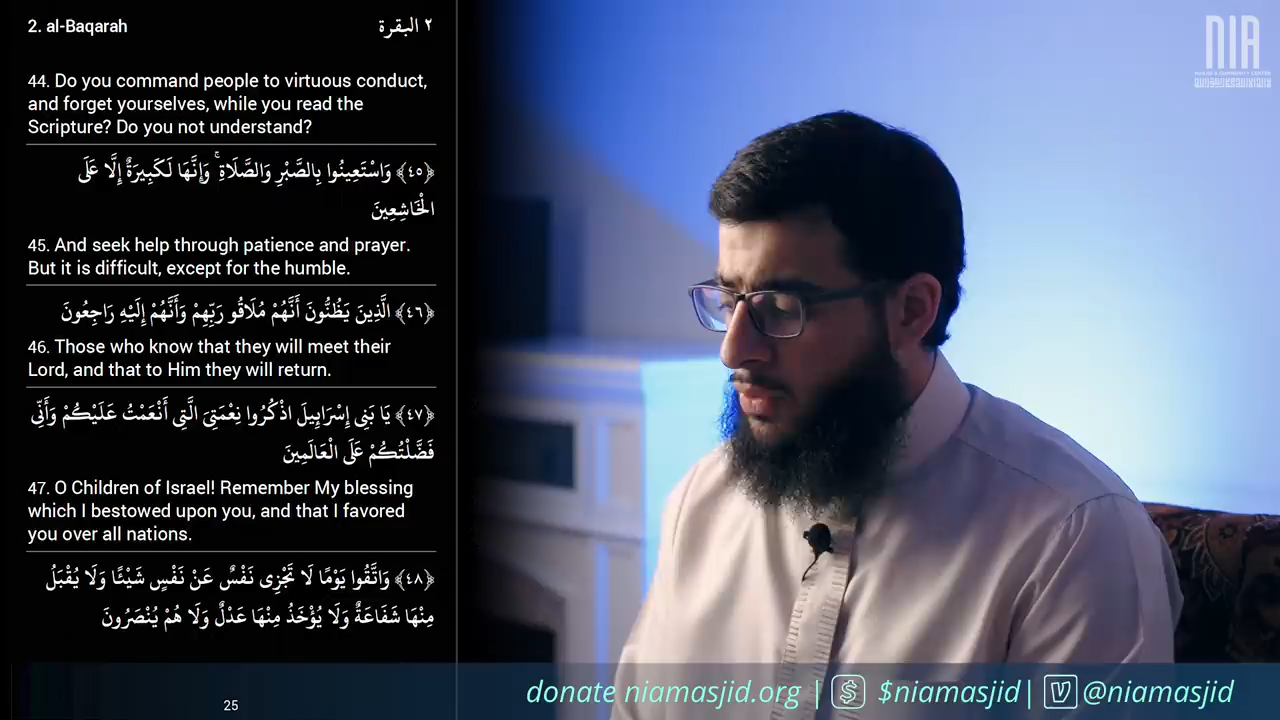 2. al-Baqarah
٢ البقرة
44. Do you command people to virtuous conduct,
and forget yourselves, while you read the
Scripture? Do you not understand?
﴿٤٥﴾ وَاسْتَعِينُوا بِالصَّبْرِ وَالصَّلَاةِ ۚ وَإِنَّهَا لَكَبِيرَةٌ إِلَّا عَلَى
الْخَاشِعِينَ
45. And seek help through patience and prayer.
But it is difficult, except for the humble.
﴿٤٦﴾ الَّذِينَ يَظُنُّونَ أَنَّهُمْ مُلَاقُو رَبِّهِمْ وَأَنَّهُمْ إِلَيْهِ رَاجِعُونَ
46. Those who know that they will meet their
Lord, and that to Him they will return.
﴿٤٧﴾ يَا بَنِي إِسْرَابِيلَ اذْكُرُوا نِعْمَتِيَ الَّتِي أَنْعَمْتُ عَلَيْكُمْ وَأَنِّي
فَضَّلْتُكُمْ عَلَى الْعَالَمِينَ
47. O Children of Israel! Remember My blessing
which I bestowed upon you, and that I favored
you over all nations.
﴿٤٨﴾ وَاتَّقُوا يَوْمًا لَا تَجْزِي نَفْسٌ عَنْ نَفْسٍ شَيْئًا وَلَا يُقْبَلُ
مِنْهَا شَفَاعَةٌ وَلَا يُؤْخَذُ مِنْهَا عَدْلٌ وَلَا هُمْ يُنْصَرُونَ
25
NIA
MASJID & COMMUNITY CENTER
donate niamasjid.org | $ $niamasjid | V @niamasjid